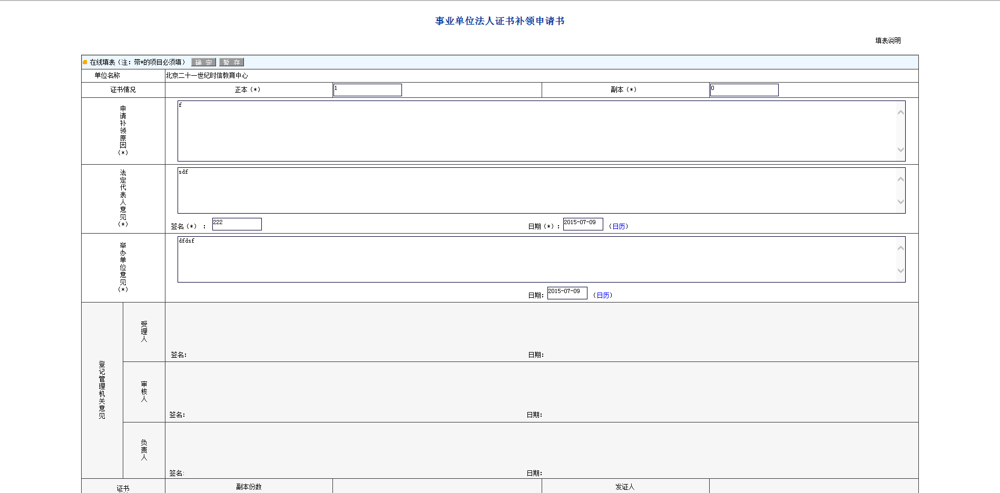 事业单位法人证书补领申请书
填表说明
在线填表（注：带*的项目必须填） 确 定 暂 存
单位名称 北京二十一世纪时信教育中心
证书情况 正本（*） 1 副本（*） 0
申请补领原因（*） f
法定代表人意见（*） sdf
签名（*） ： 222 日期（*）： 2015-07-09 （日历）
举办单位意见（*） dfdsf
日期： 2015-07-09 （日历）
登记管理机关意见
受理人
签名： 日期：
审核人
签名： 日期：
负责人
签名: 日期：
证书 副本份数 发证人